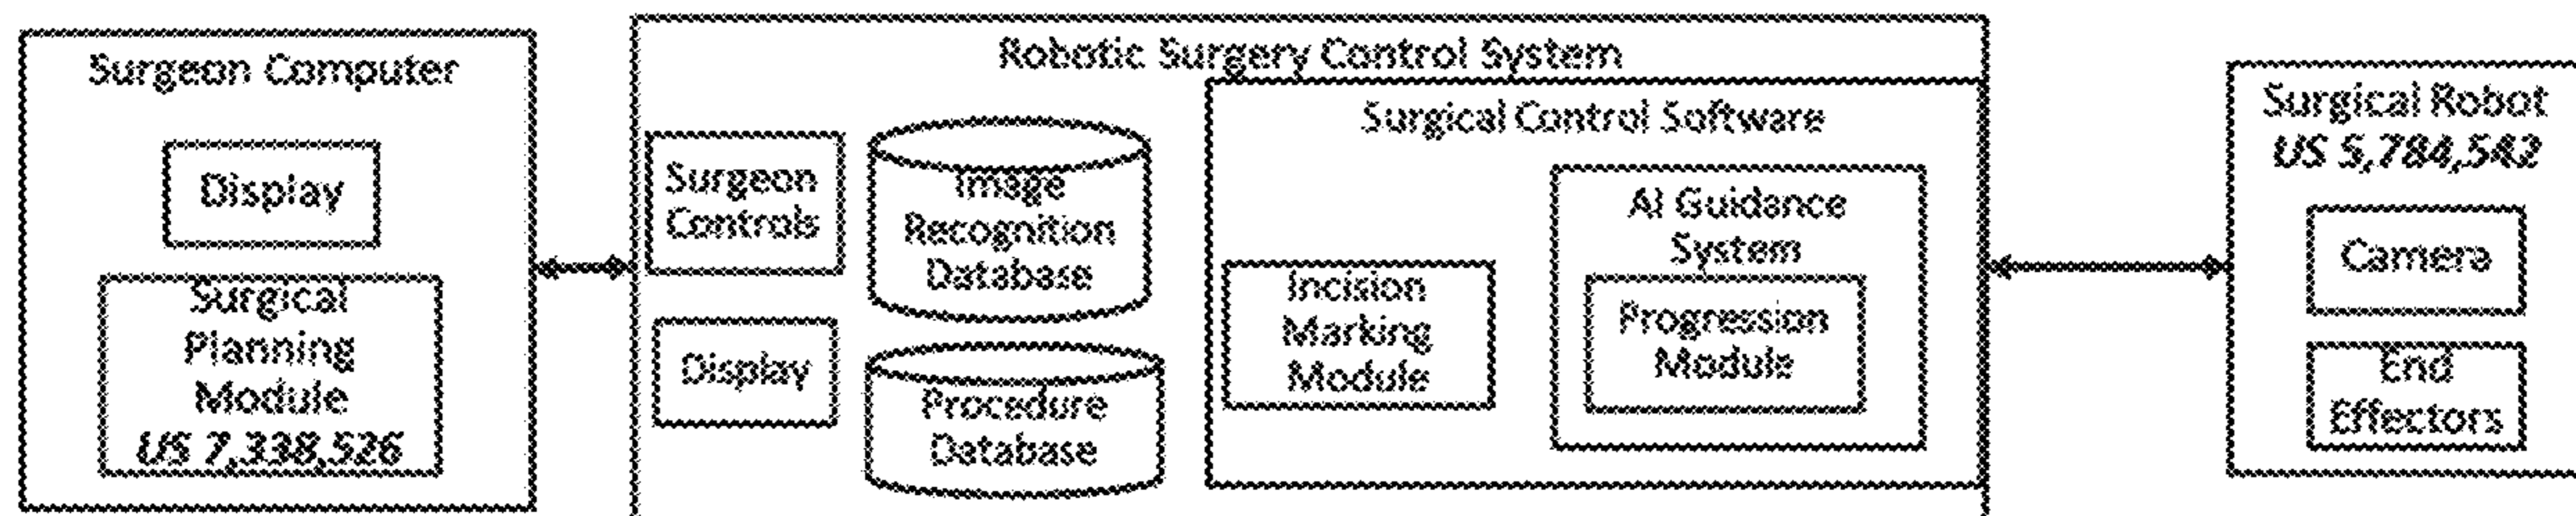 Surgeon Computer
Display
Surgical
Planning
Module
US 7,338,526
Robotic Surgery Control System
Surgeon
Controls
Display
Image
Recognition
Database
Procedure
Database
Surgical Control Software
Incision
Marking
Module
AI Guidance
System
Progression
Module
Surgical Robot
US 5,784,542
Camera
End
Effectors